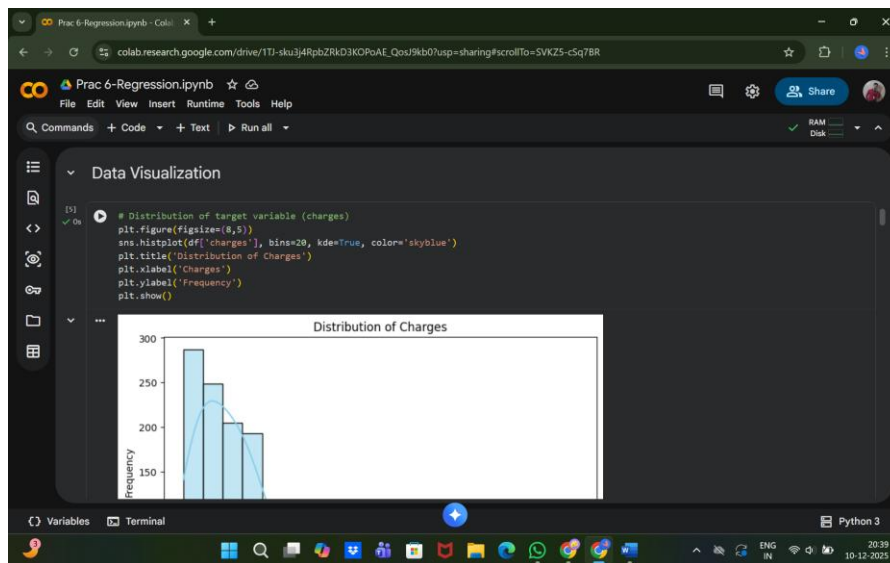 Prac 6-Regression.ipynb - Colab
colab.research.google.com/drive/1TJ-sku3j4RpbZRkD3KOPoAE_QosJ9kb0?usp=sharing#scrollTo=SVKZ5-cSq7BR
Prac 6-Regression.ipynb
Share
File Edit View Insert Runtime Tools Help
Commands + Code + Text Run all
RAM
Disk
Data Visualization
[5]
0s
# Distribution of target variable (charges)
plt.figure(figsize=(8,5))
sns.histplot(df['charges'], bins=20, kde=True, color='skyblue')
plt.title('Distribution of Charges')
plt.xlabel('Charges')
plt.ylabel('Frequency')
plt.show()
Distribution of Charges
300
250
200
150
Frequency
{} Variables Terminal
Python 3
3
ENG
IN
20:39
10-12-2025